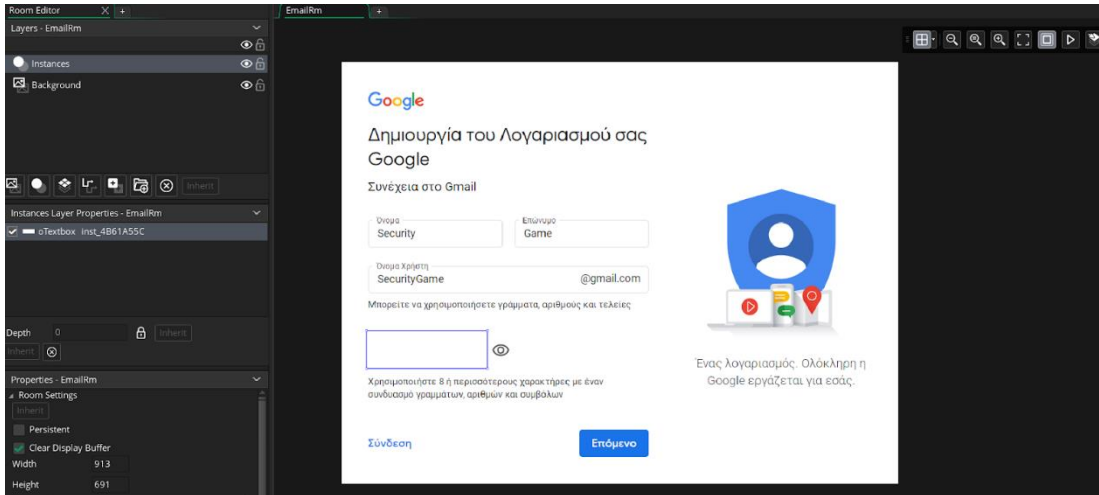 Room Editor
EmailRm
Layers - EmailRm
Instances
Background
Inherit
Instances Layer Properties - EmailRm
oTextbox inst_4B61A55C
Depth 0 Inherit
Inherit
Properties - EmailRm
Room Settings
Inherit
Persistent
Clear Display Buffer
Width 913
Height 691
Google
Δημιουργία του Λογαριασμού σας
Google
Συνέχεια στο Gmail
Όνομα Επώνυμο
Security Game
Όνομα Χρήστη
SecurityGame @gmail.com
Μπορείτε να χρησιμοποιήσετε γράμματα, αριθμούς και τελείες
Χρησιμοποιήστε 8 ή περισσότερους χαρακτήρες με έναν
συνδυασμό γραμμάτων, αριθμών και συμβόλων
Σύνδεση Επόμενο
Ένας λογαριασμός. Ολόκληρη η
Google εργάζεται για εσάς.